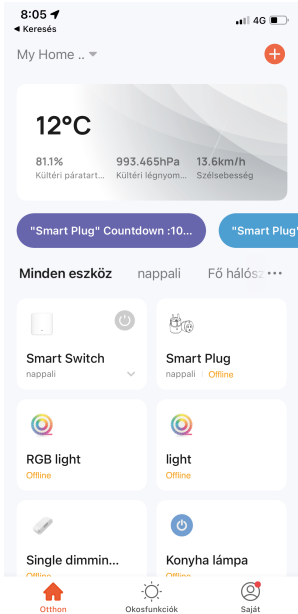 8:05
4G
◀ Keresés
My Home ..
12°C
81.1% 993.465hPa 13.6km/h
Kültéri páratart... Kültéri légnyom... Szélsebesség
"Smart Plug" Countdown :10... "Smart Plug"
Minden eszköz nappali Fő hálósz ...
Smart Switch
nappali
Smart Plug
nappali | Offline
RGB light
Offline
light
Offline
Single dimmin...
Offline
Konyha lámpa
Offline
Otthon Okosfunkciók Saját